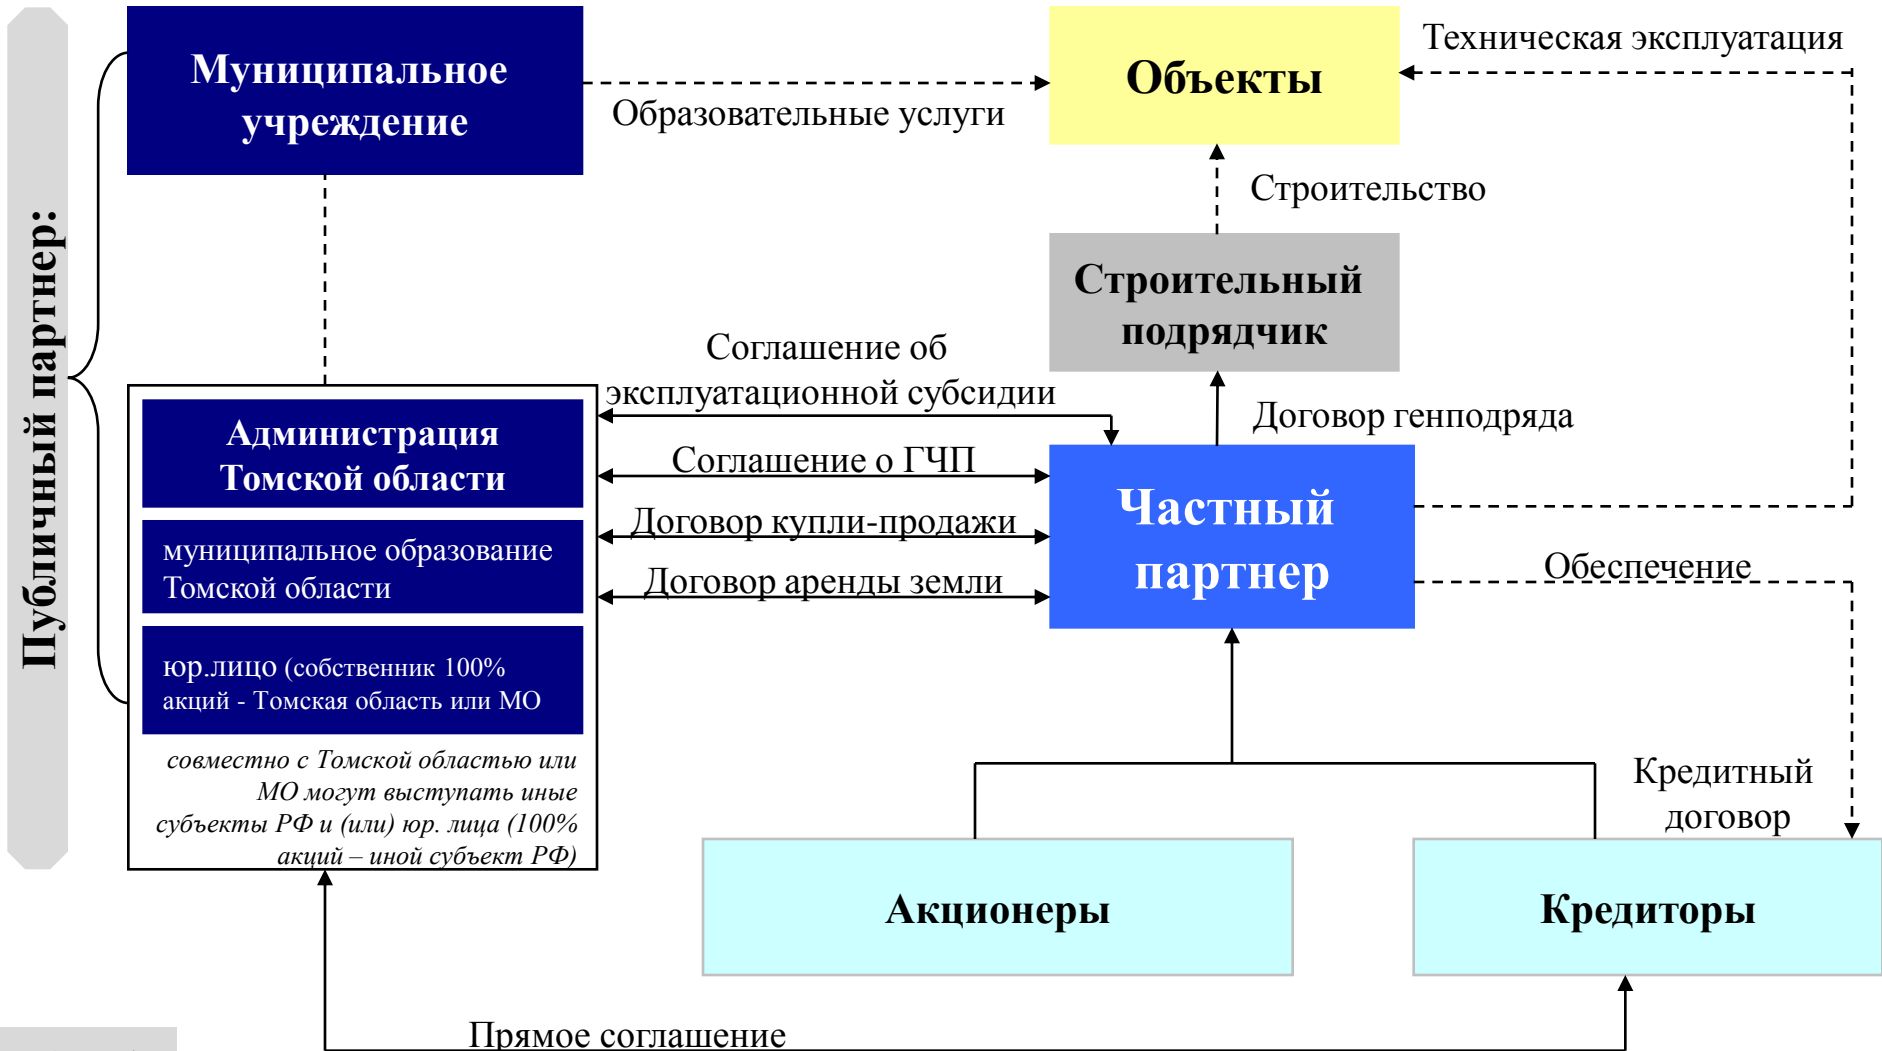 Публичный партнер:
Муниципальное
учреждение
Образовательные услуги
Объекты
Техническая эксплуатация
Строительство
Строительный
подрядчик
Договор генподряда
Соглашение об
эксплуатационной субсидии
Соглашение о ГЧП
Договор купли-продажи
Договор аренды земли
Администрация
Томской области
муниципальное образование
Томской области
юр.лицо (собственник 100%
акций - Томская область или МО
совместно с Томской областью или
МО могут выступать иные
субъекты РФ и (или) юр. лица (100%
акций – иной субъект РФ)
Частный
партнер
Обеспечение
Кредитный
договор
Акционеры
Кредиторы
Прямое соглашение